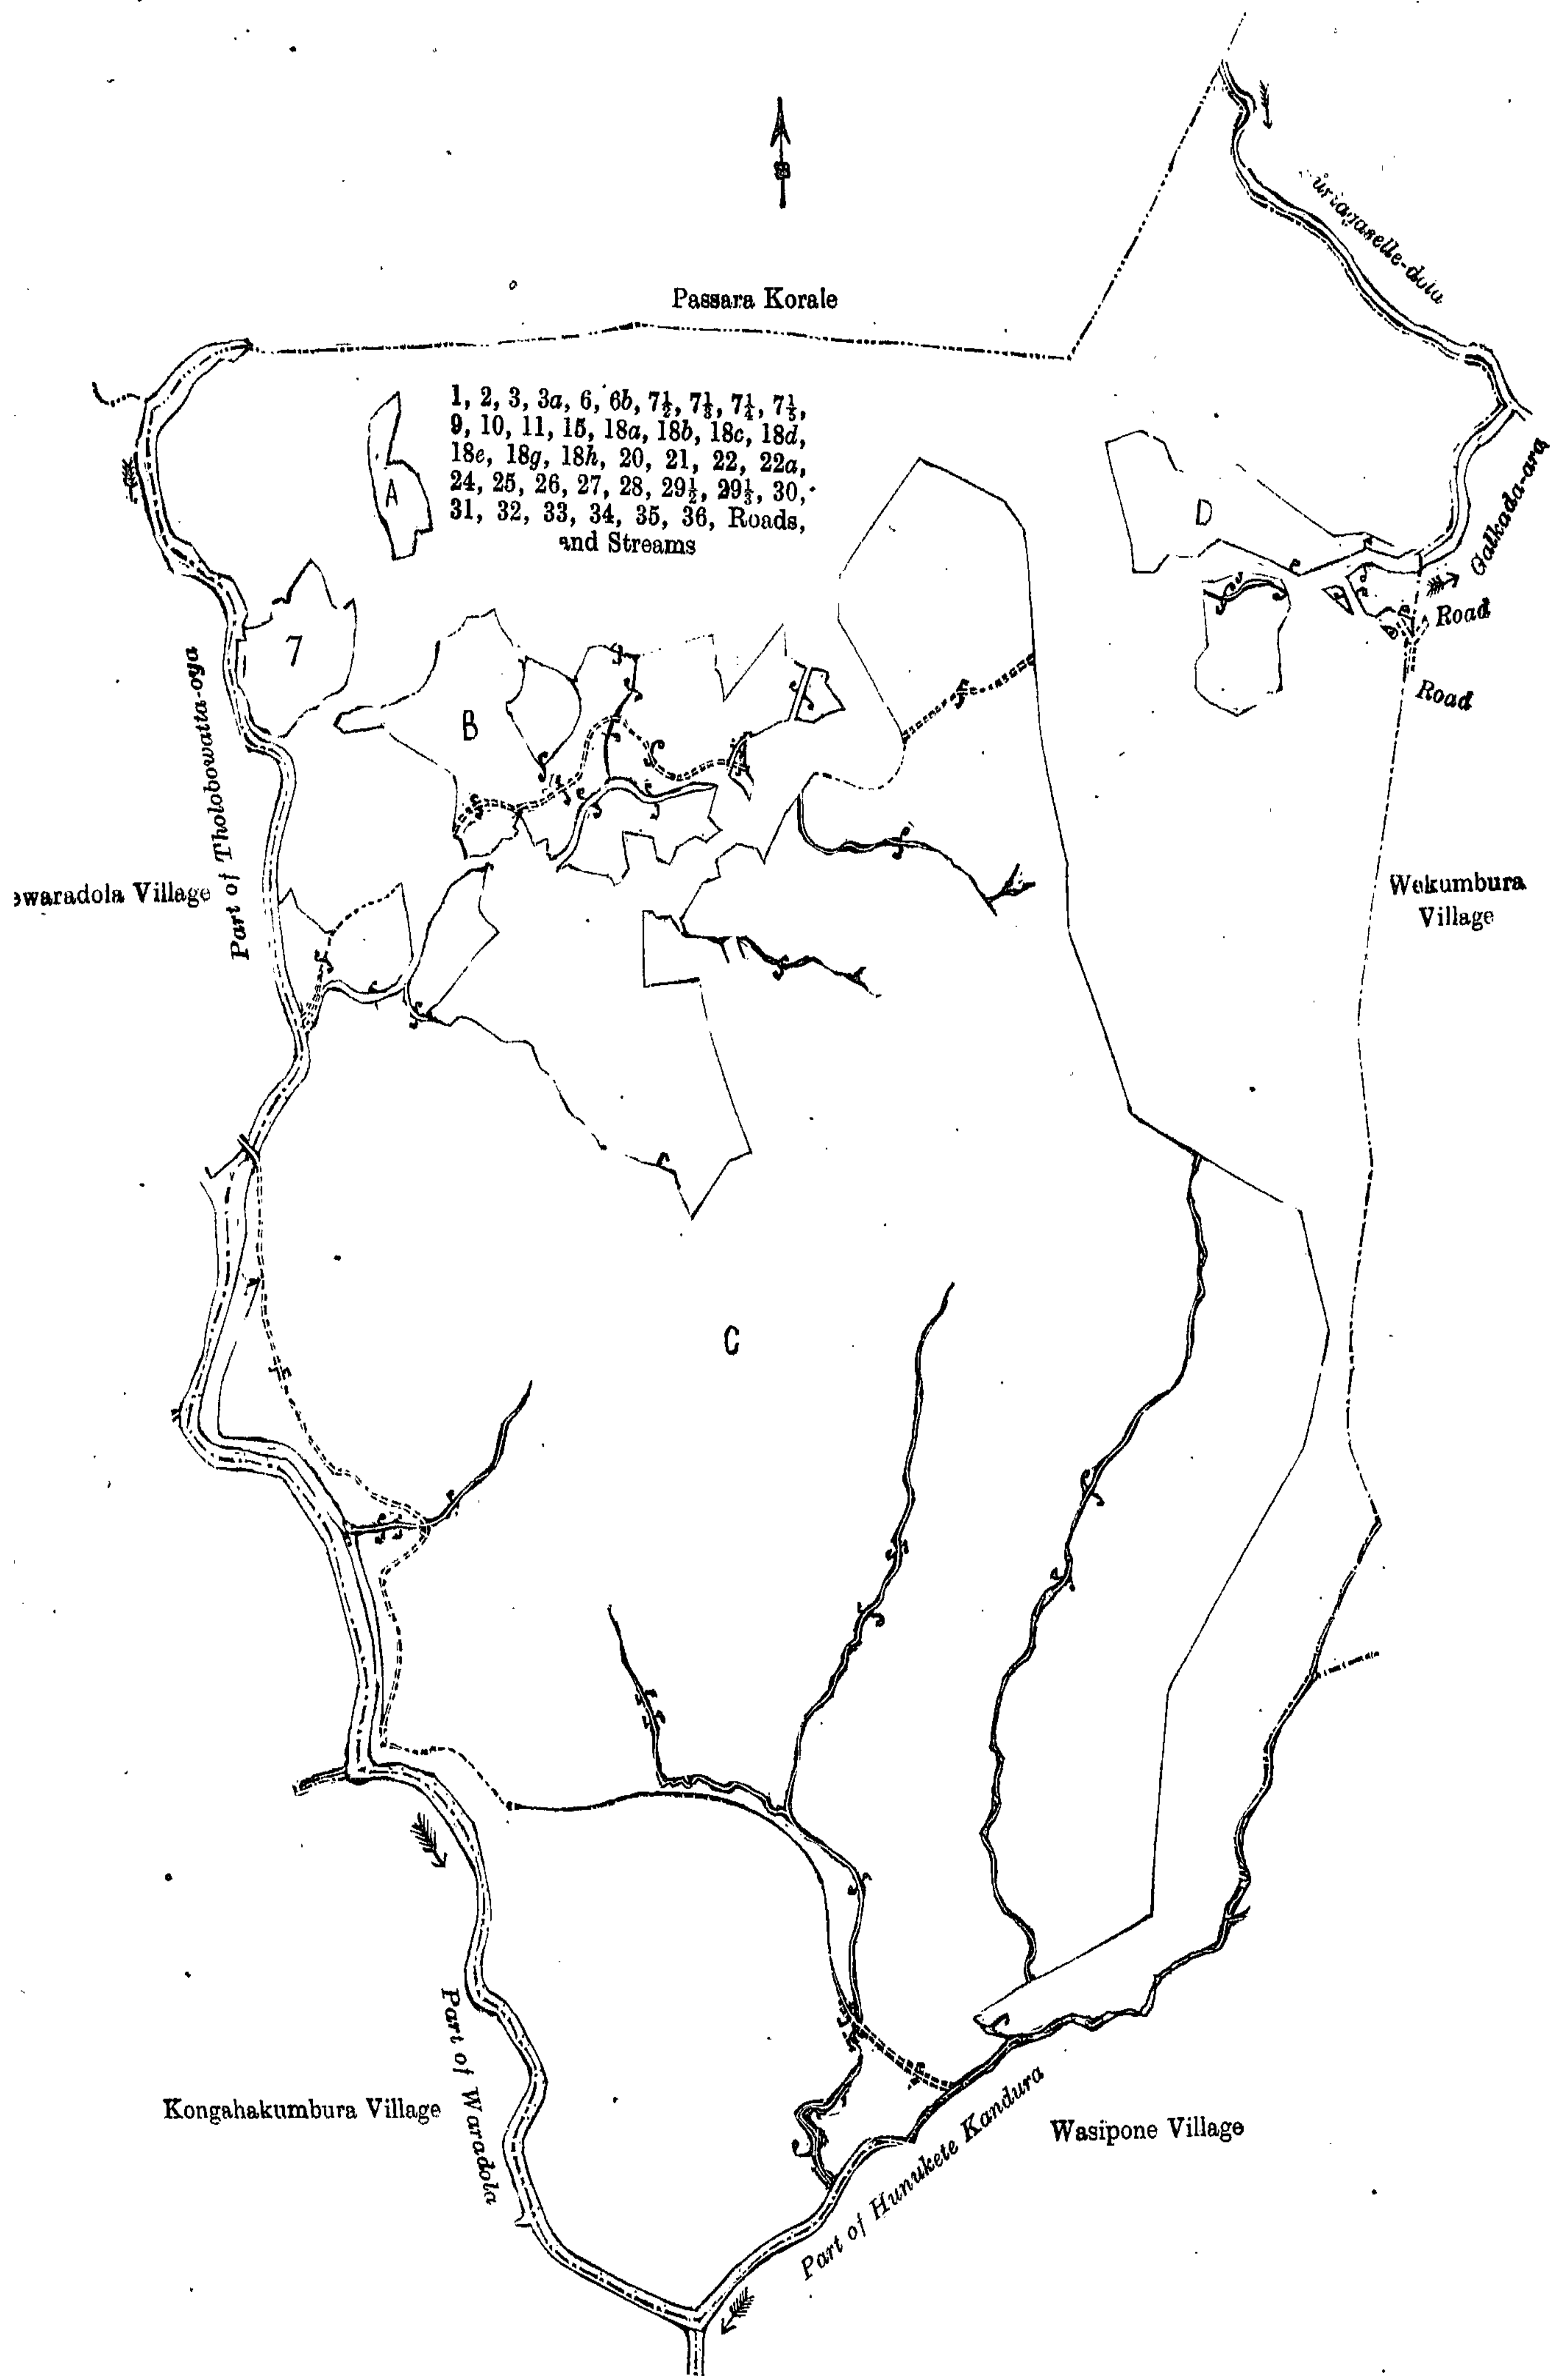 Passara Korale
1, 2, 3, 3a, 6, 6b, 7½, 7⅓, 7¼, 7⅕,
9, 10, 11, 15, 18a, 18b, 18c, 18d,
18e, 18g, 18h, 20, 21, 22, 22a,
24, 25, 26, 27, 28, 29½, 29⅓, 30,
31, 32, 33, 34, 35, 36, Roads,
and Streams
A
D
Galkada-ara
Road
Road
7
B
Part of Tholobowatta-oya
Village
Wekumbura
Village
C
Part of Waradola
Kongahakumbura Village
Part of Hunukete Kandura
Wasipone Village